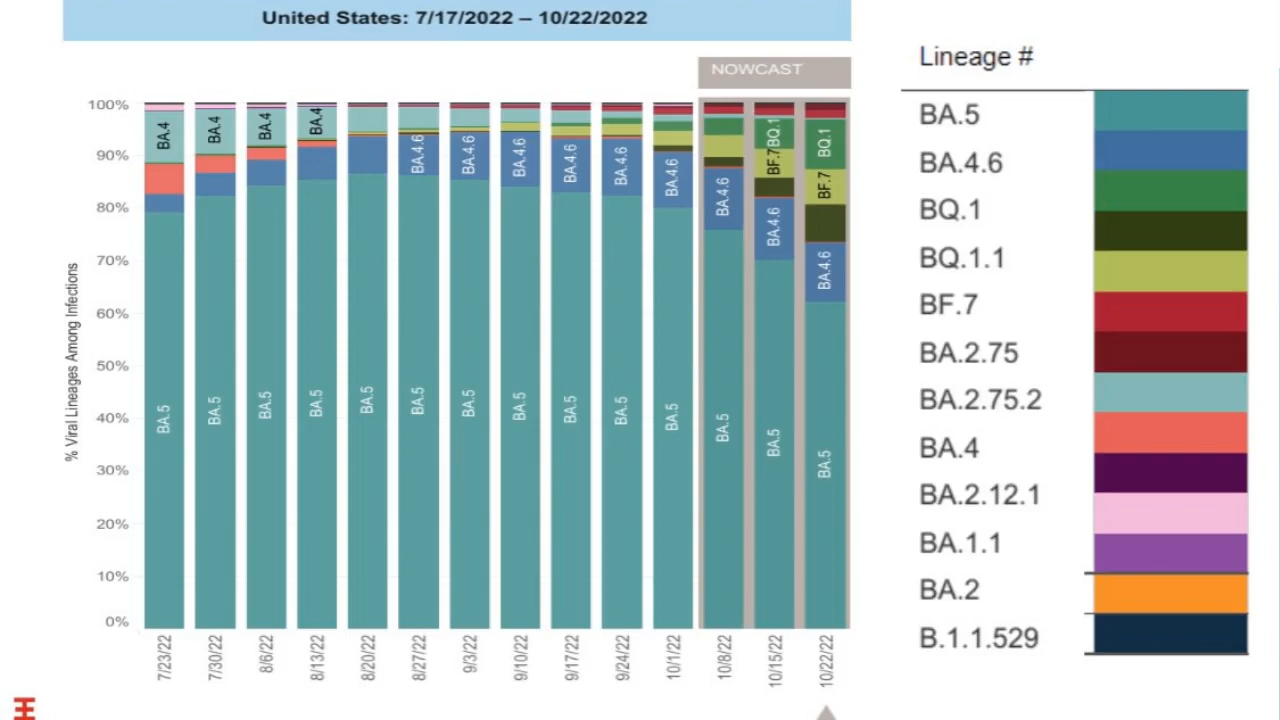 United States: 7/17/2022 – 10/22/2022
NOWCAST
% Viral Lineages Among Infections
100%
90%
80%
70%
60%
50%
40%
30%
20%
10%
0%
BA.4
BA.4
BA.4
BA.4
BA.4.6
BA.4.6
BA.4.6
BA.4.6
BA.4.6
BA.4.6
BA.4.6
BQ.1
BF.7
BA.4.6
BQ.1
BF.7
BA.4.6
BA.5
BA.5
BA.5
BA.5
BA.5
BA.5
BA.5
BA.5
BA.5
BA.5
BA.5
BA.5
BA.5
BA.5
7/23/22
7/30/22
8/6/22
8/13/22
8/20/22
8/27/22
9/3/22
9/10/22
9/17/22
9/24/22
10/1/22
10/8/22
10/15/22
10/22/22
Lineage #
BA.5
BA.4.6
BQ.1
BQ.1.1
BF.7
BA.2.75
BA.2.75.2
BA.4
BA.2.12.1
BA.1.1
BA.2
B.1.1.529